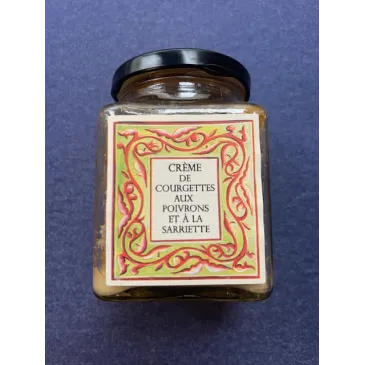 CRÈME
DE
COURGETTES
AUX
POIVRONS
ET À LA
SARRIETTE